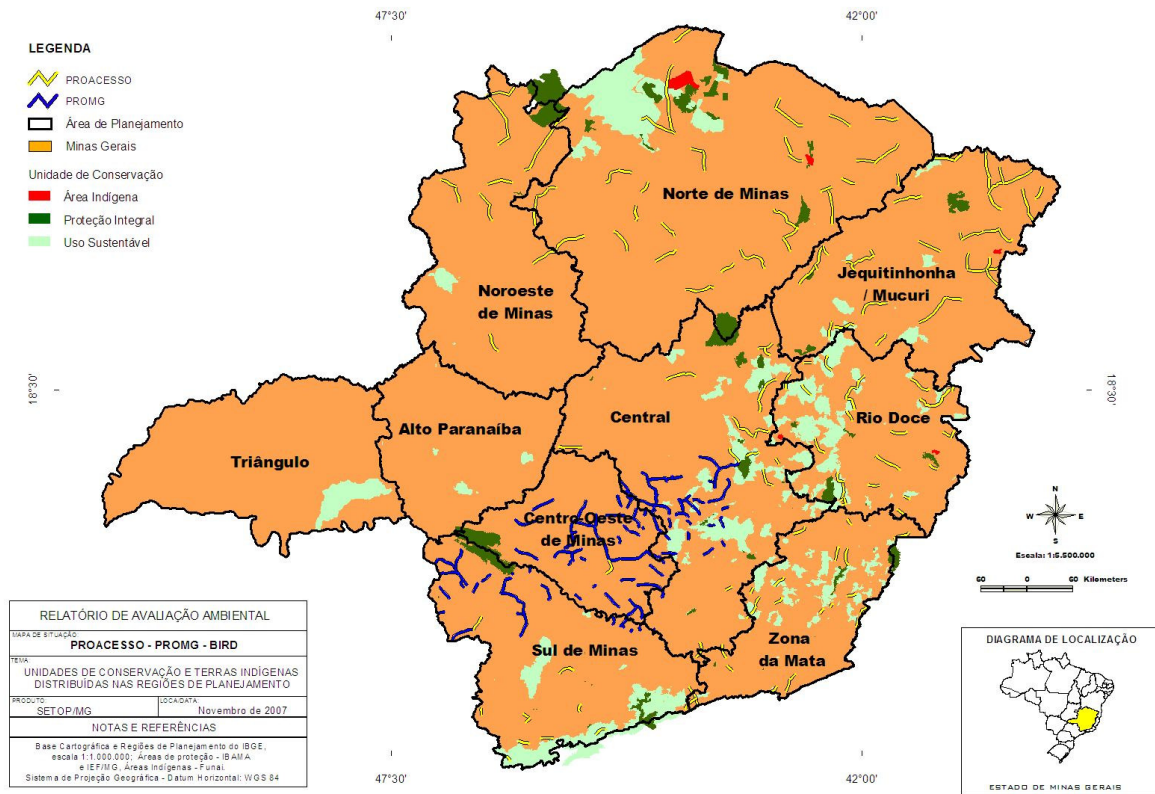 47°30'
42°00'
LEGENDA
PROACESSO
PROMG
Área de Planejamento
Minas Gerais
Unidade de Conservação
Área Indígena
Proteção Integral
Uso Sustentável
Norte de Minas
Jequitinhonha
/ Mucuri
Noroeste
de Minas
18°30'
18°30'
Alto Paranaíba
Central
Rio Doce
Triângulo
Centro-Oeste
de Minas
Sul de Minas
Zona
da Mata
N
W
E
S
Escala: 1:5.500.000
60 0 60 Kilometers
RELATÓRIO DE AVALIAÇÃO AMBIENTAL
MAPA DE SITUAÇÃO:
PROACESSO - PROMG - BIRD
TEMA:
UNIDADES DE CONSERVAÇÃO E TERRAS INDÍGENAS
DISTRIBUÍDAS NAS REGIÕES DE PLANEJAMENTO
PRODUTO:
SETOP/MG
LOCA/DATA:
Novembro de 2007
NOTAS E REFERÊNCIAS
Base Cartográfica e Regiões de Planejamento do IBGE,
escala 1:1.000.000; Áreas de proteção - IBAMA
e IEF/MG, Áreas Indígenas - Funai.
Sistema de Projeção Geográfica - Datum Horizontal: WGS 84
DIAGRAMA DE LOCALIZAÇÃO
ESTADO DE MINAS GERAIS
47°30'
42°00'